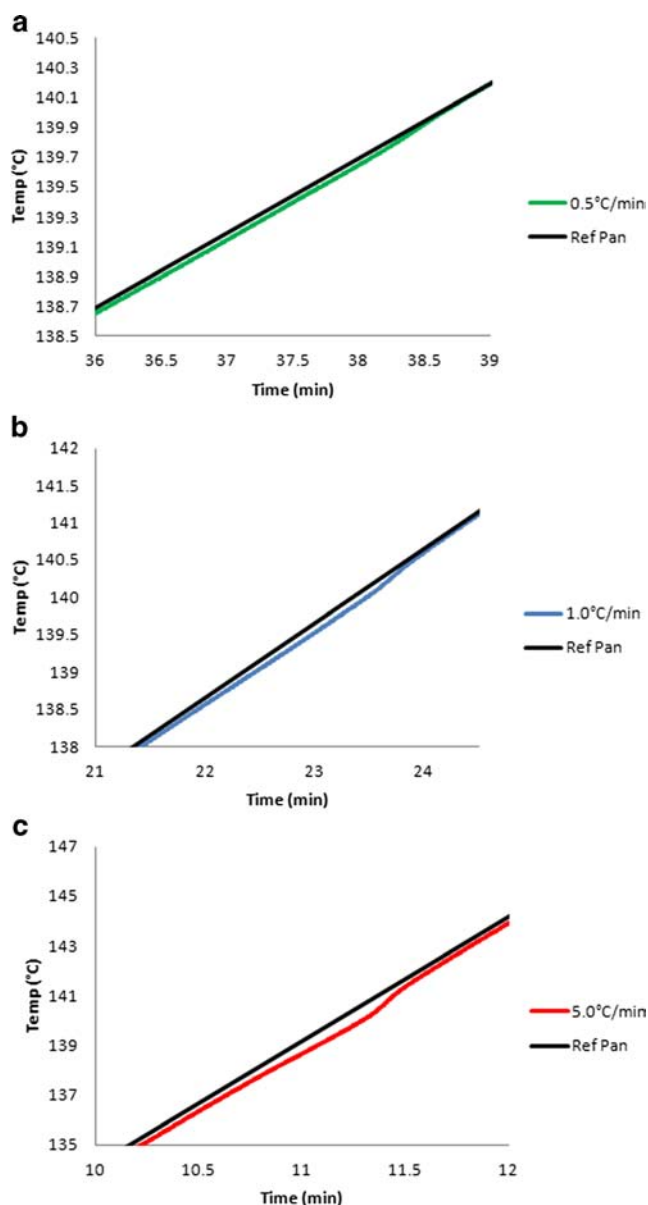 a
140.5
140.3
140.1
139.9
139.7
139.5
139.3
139.1
138.9
138.7
138.5
Temp (°C)
36 36.5 37 37.5 38 38.5 39
Time (min)
0.5°C/min
Ref Pan
b
142
141.5
141
140.5
140
139.5
139
138.5
138
Temp (°C)
21 22 23 24
Time (min)
1.0°C/min
Ref Pan
c
147
145
143
141
139
137
135
Temp (°C)
10 10.5 11 11.5 12
Time (min)
5.0°C/mim
Ref Pan